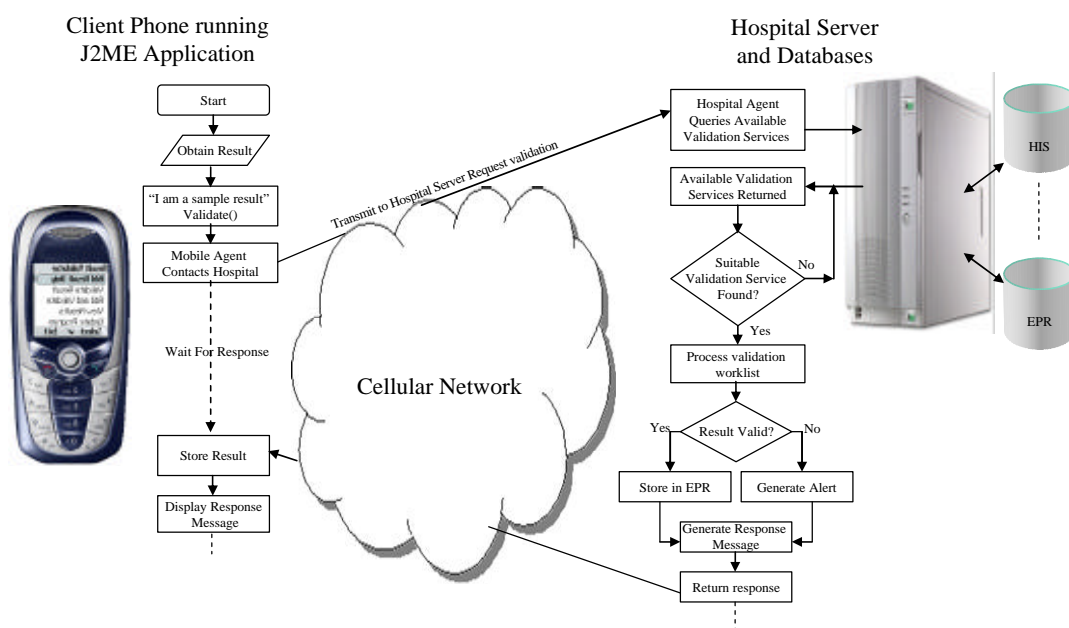 Client Phone running
J2ME Application
Hospital Server
and Databases
Start
Obtain Result
“I am a sample result”
Validate()
Mobile Agent
Contacts Hospital
Wait For Response
Store Result
Display Response
Message
Transmit to Hospital Server Request validation
Cellular Network
Hospital Agent
Queries Available
Validation Services
Available Validation
Services Returned
Suitable
Validation Service
Found?
No
Yes
Process validation
worklist
Result Valid?
Yes
No
Store in EPR
Generate Alert
Generate Response
Message
Return response
HIS
EPR